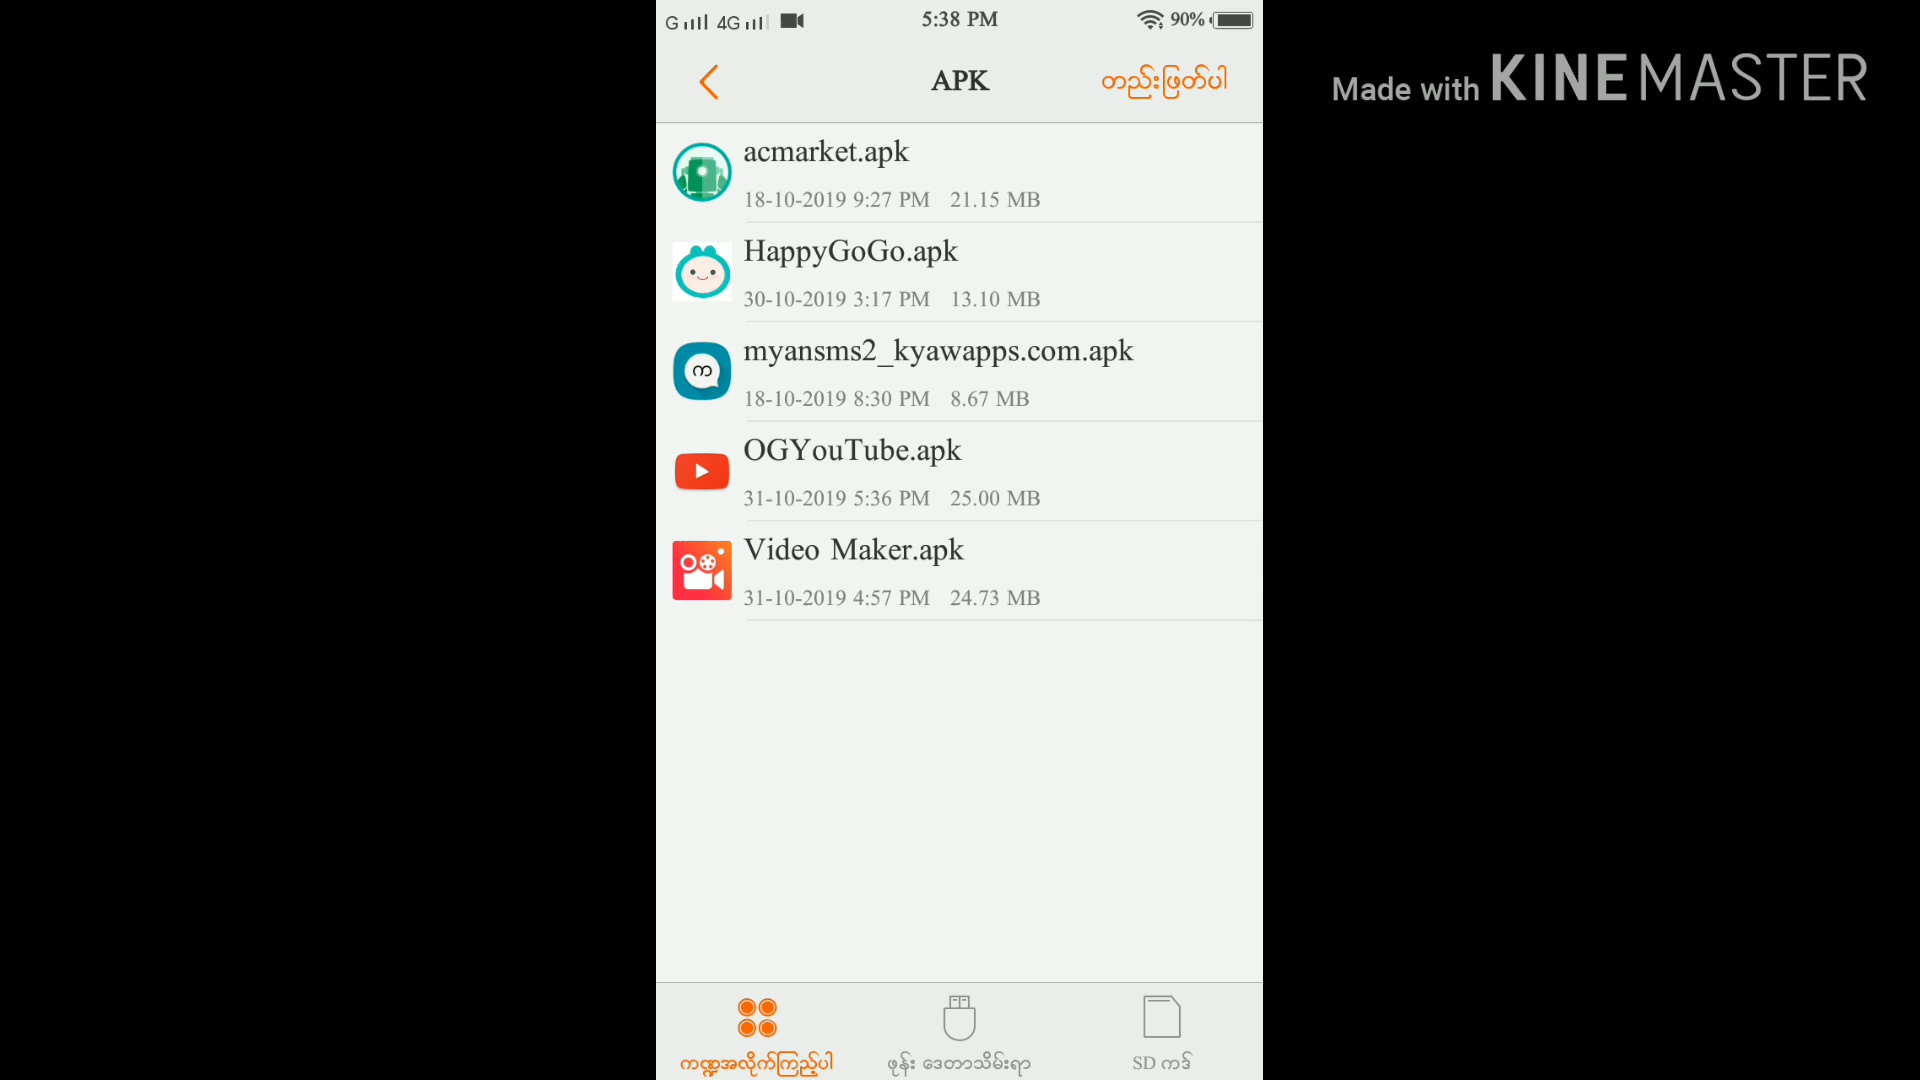 G 4G 5:38 PM 90%
Made with KINEMASTER
APK တည်းဖြတ်ပါ
acmarket.apk
18-10-2019 9:27 PM 21.15 MB
HappyGoGo.apk
30-10-2019 3:17 PM 13.10 MB
myansms2_kyawapps.com.apk
က
18-10-2019 8:30 PM 8.67 MB
OGYouTube.apk
31-10-2019 5:36 PM 25.00 MB
Video Maker.apk
31-10-2019 4:57 PM 24.73 MB
ကဏ္ဍအလိုက်ကြည့်ပါ ဖုန်း ဒေတာသိမ်းရာ SD ကဒ်